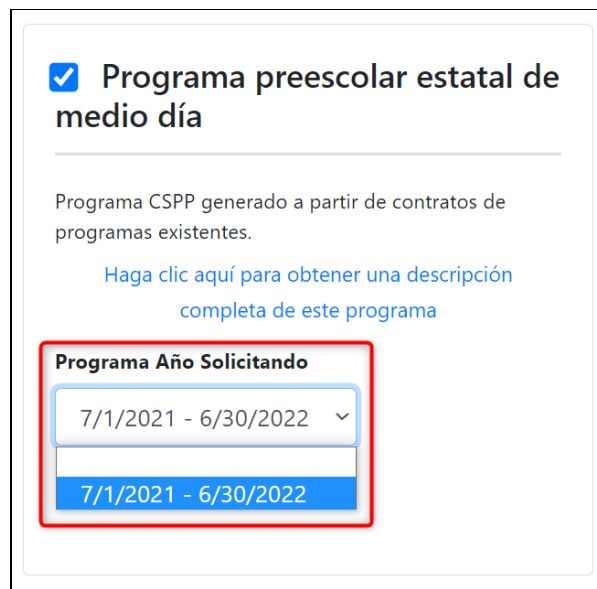 Programa preescolar estatal de
medio día
Programa CSPP generado a partir de contratos de
programas existentes.
Haga clic aquí para obtener una descripción
completa de este programa
Programa Año Solicitando
7/1/2021 - 6/30/2022
7/1/2021 - 6/30/2022